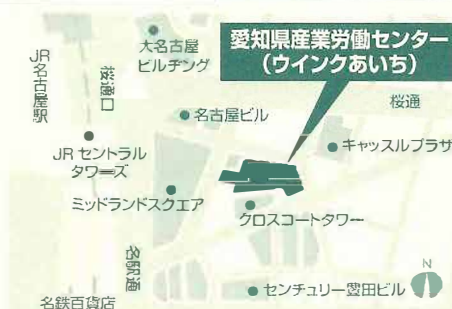 愛知県産業労働センター
(ウインクあいち)
大名古屋
ビルヂング
JR名古屋駅
桜通口
桜通
名古屋ビル
キャッスルプラザ
JR セントラル
タワーズ
ミッドランドスクエア
クロスコートタワー
名駅通
センチュリー豊田ビル
名鉄百貨店
N